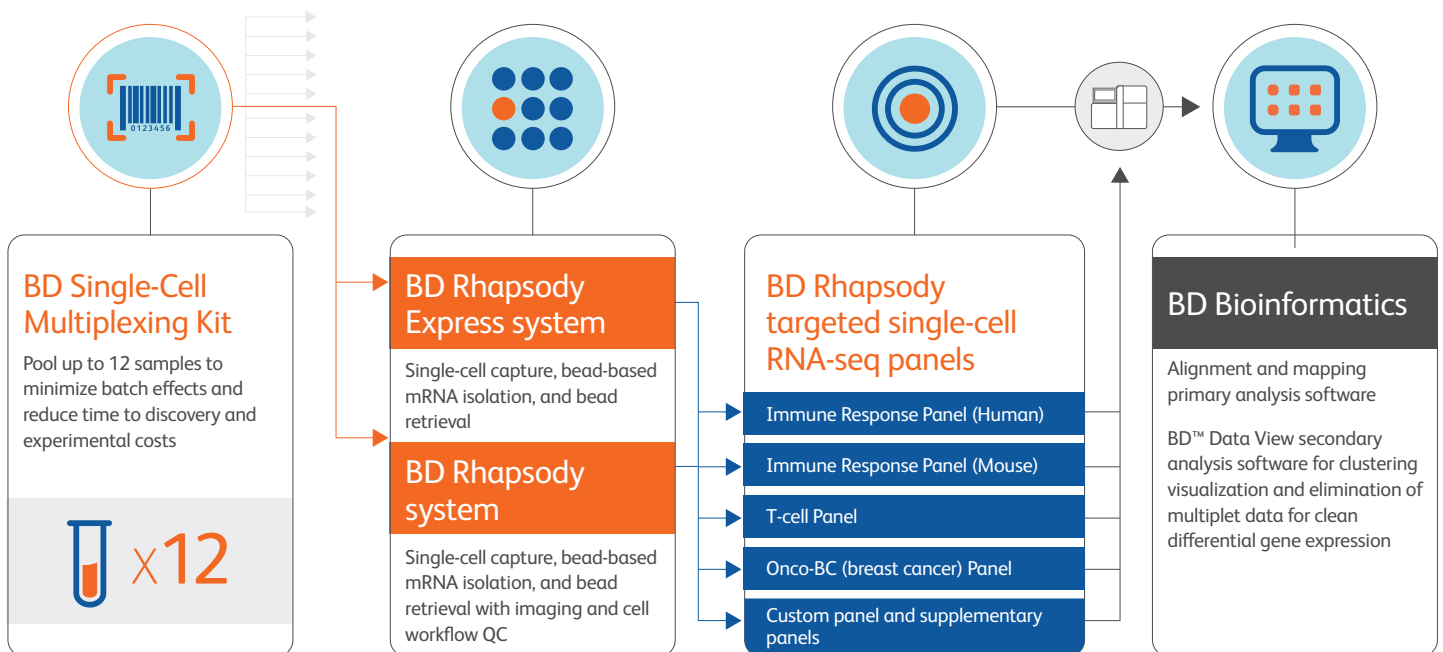 0123456
BD Single-Cell
Multiplexing Kit
Pool up to 12 samples to
minimize batch effects and
reduce time to discovery and
experimental costs
x12
BD Rhapsody
Express system
Single-cell capture, bead-based
mRNA isolation, and bead
retrieval
BD Rhapsody
system
Single-cell capture, bead-based
mRNA isolation, and bead
retrieval with imaging and cell
workflow QC
BD Rhapsody
targeted single-cell
RNA-seq panels
Immune Response Panel (Human)
Immune Response Panel (Mouse)
T-cell Panel
Onco-BC (breast cancer) Panel
Custom panel and supplementary
panels
BD Bioinformatics
Alignment and mapping
primary analysis software
BD™ Data View secondary
analysis software for clustering
visualization and elimination of
multiplet data for clean
differential gene expression